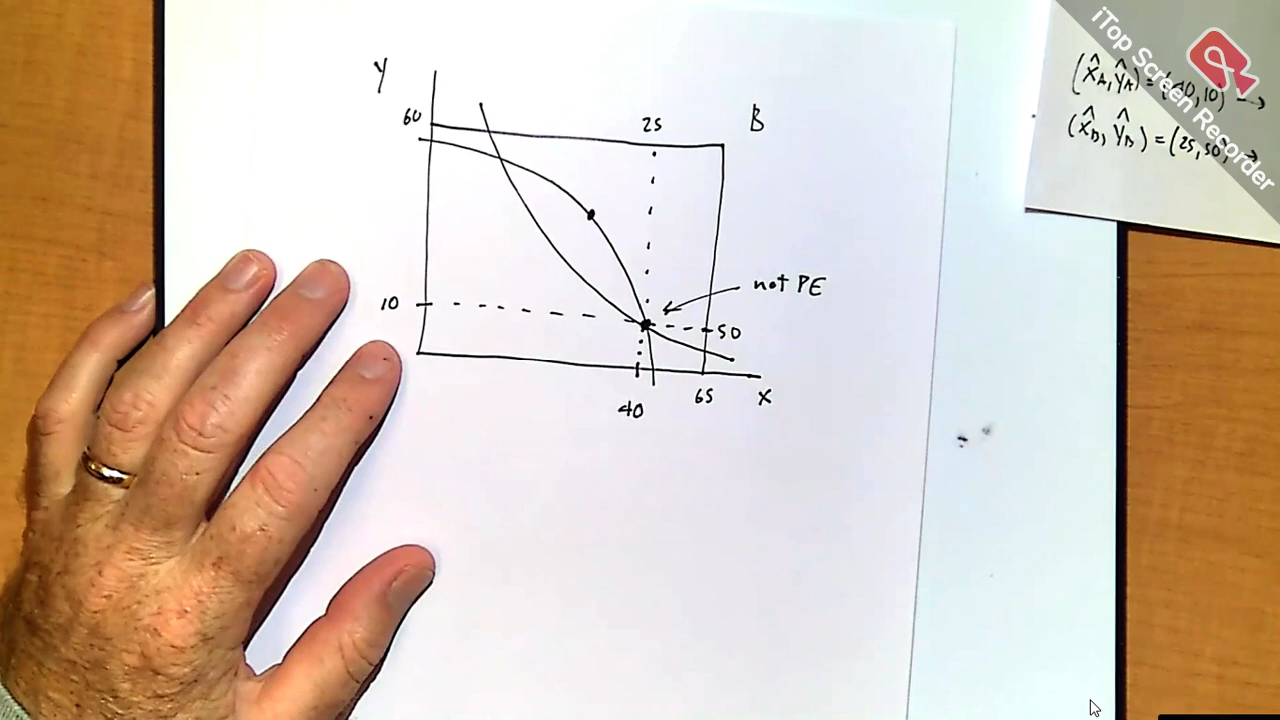 Y
60
25
B
10
not PE
50
40
65
X
(X̂A, ŶA) = (40,10) →
(X̂B, ŶB) = (25,50) →
iTop Screen Recorder